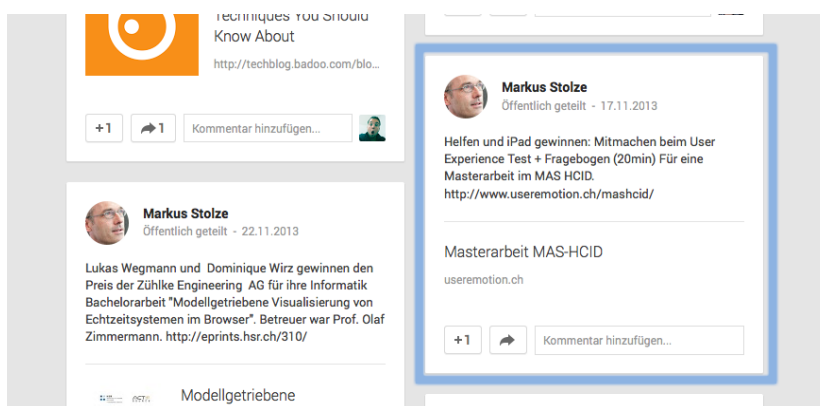 Techniques You Should
Know About
http://techblog.badoo.com/blo...
+1
1
Kommentar hinzufügen...
Markus Stolze
Öffentlich geteilt - 22.11.2013
Lukas Wegmann und Dominique Wirz gewinnen den
Preis der Zühlke Engineering AG für ihre Informatik
Bachelorarbeit "Modellgetriebene Visualisierung von
Echtzeitsystemen im Browser". Betreuer war Prof. Olaf
Zimmermann. http://eprints.hsr.ch/310/
Modellgetriebene
Markus Stolze
Öffentlich geteilt - 17.11.2013
Helfen und iPad gewinnen: Mitmachen beim User
Experience Test + Fragebogen (20min) Für eine
Masterarbeit im MAS HCID.
http://www.useremotion.ch/mashcid/
Masterarbeit MAS-HCID
useremotion.ch
+1
Kommentar hinzufügen...